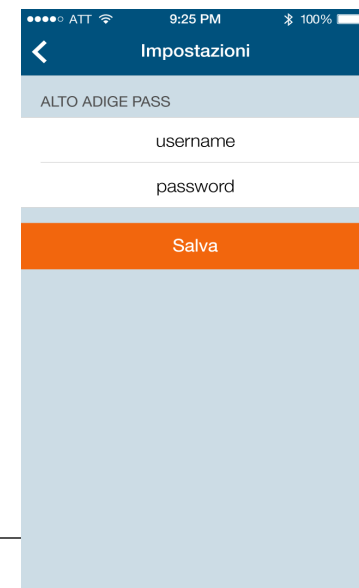 ATT 9:25 PM 100%
Impostazioni
ALTO ADIGE PASS
username
password
Salva